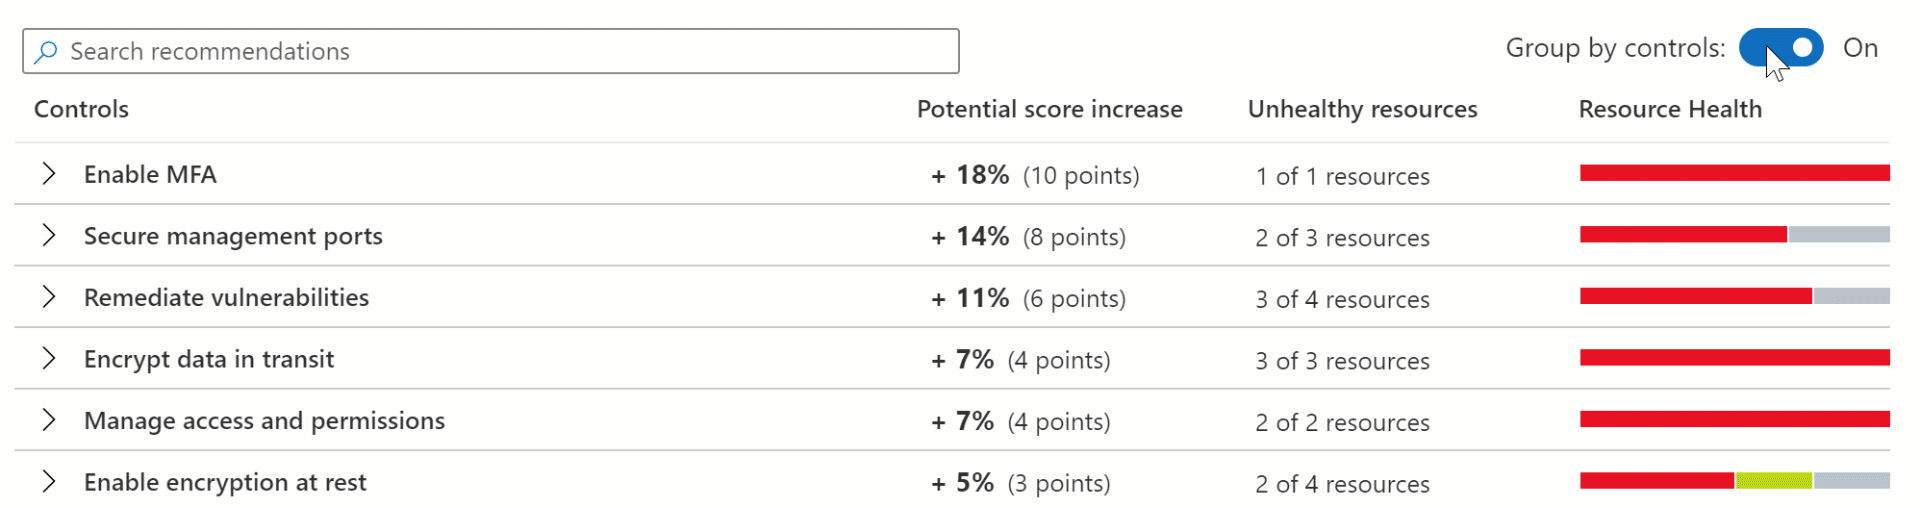 Search recommendations
Group by controls: On
Controls Potential score increase Unhealthy resources Resource Health
Enable MFA + 18% (10 points) 1 of 1 resources
Secure management ports + 14% (8 points) 2 of 3 resources
Remediate vulnerabilities + 11% (6 points) 3 of 4 resources
Encrypt data in transit + 7% (4 points) 3 of 3 resources
Manage access and permissions + 7% (4 points) 2 of 2 resources
Enable encryption at rest + 5% (3 points) 2 of 4 resources